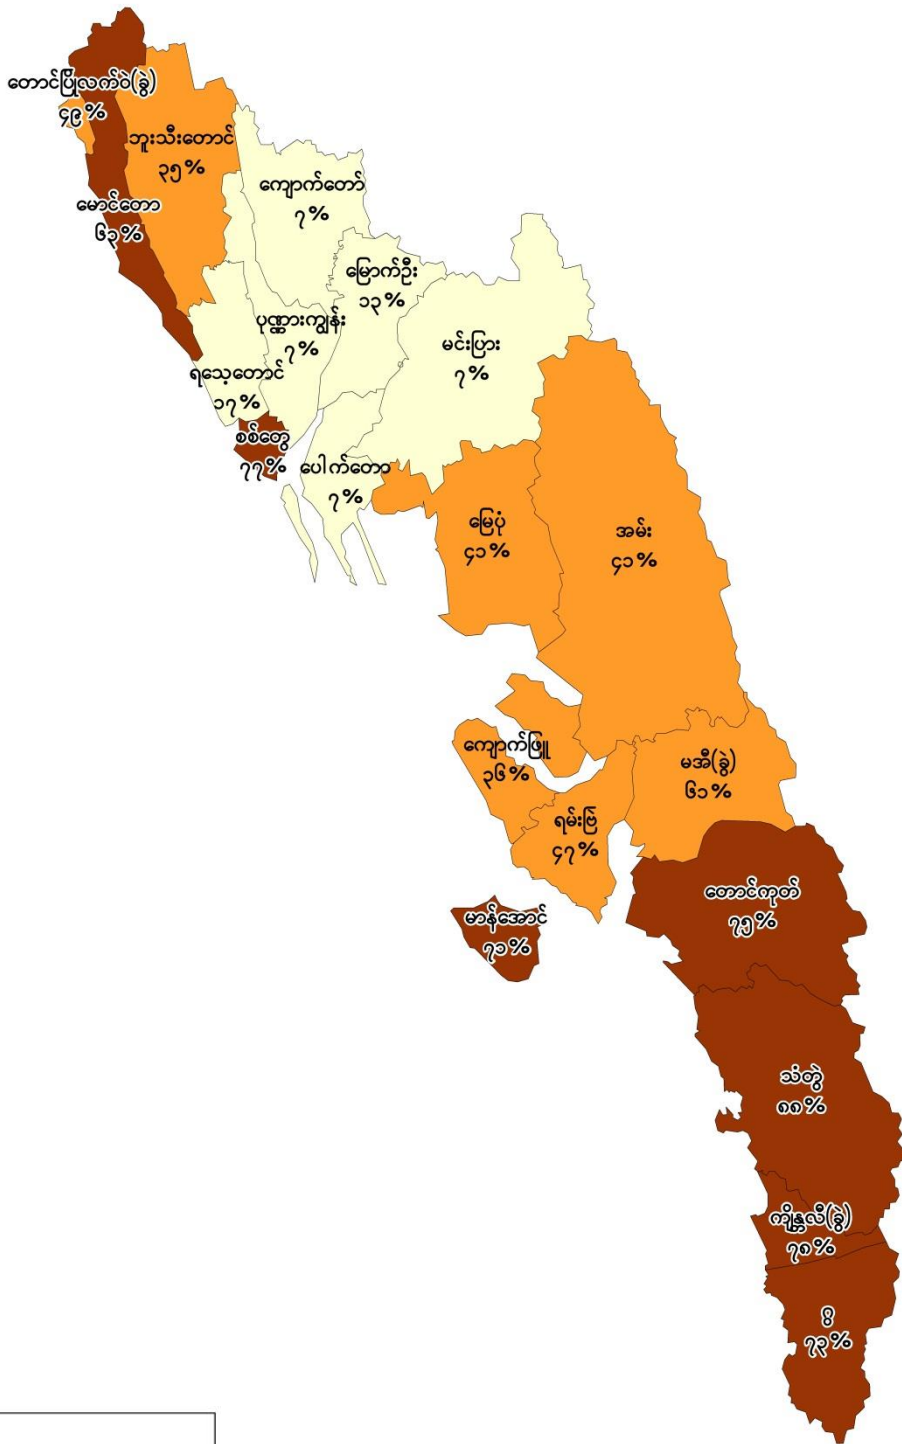 တောင်ပြိုလက်ဝဲ(ခွဲ)
၄၉%
ဘူးသီးတောင်
၃၅%
မောင်တော
၆၃%
ကျောက်တော်
၇%
မြောက်ဦး
၁၃%
ပုဏ္ဏားကျွန်း
၇%
မင်းပြား
၇%
ရသေ့တောင်
၁၇%
စစ်တွေ
၇၇%
ပေါက်တော
၇%
မြေပုံ
၄၁%
အမ်း
၄၁%
ကျောက်ဖြူ
၃၆%
မအီ(ခွဲ)
၆၁%
ရမ်းဗြဲ
၄၇%
တောင်ကုတ်
၇၅%
မာန်အောင်
၇၁%
သံတွဲ
၈၈%
ကျိန္တလီ(ခွဲ)
၇၈%
ဂွ
၇၃%